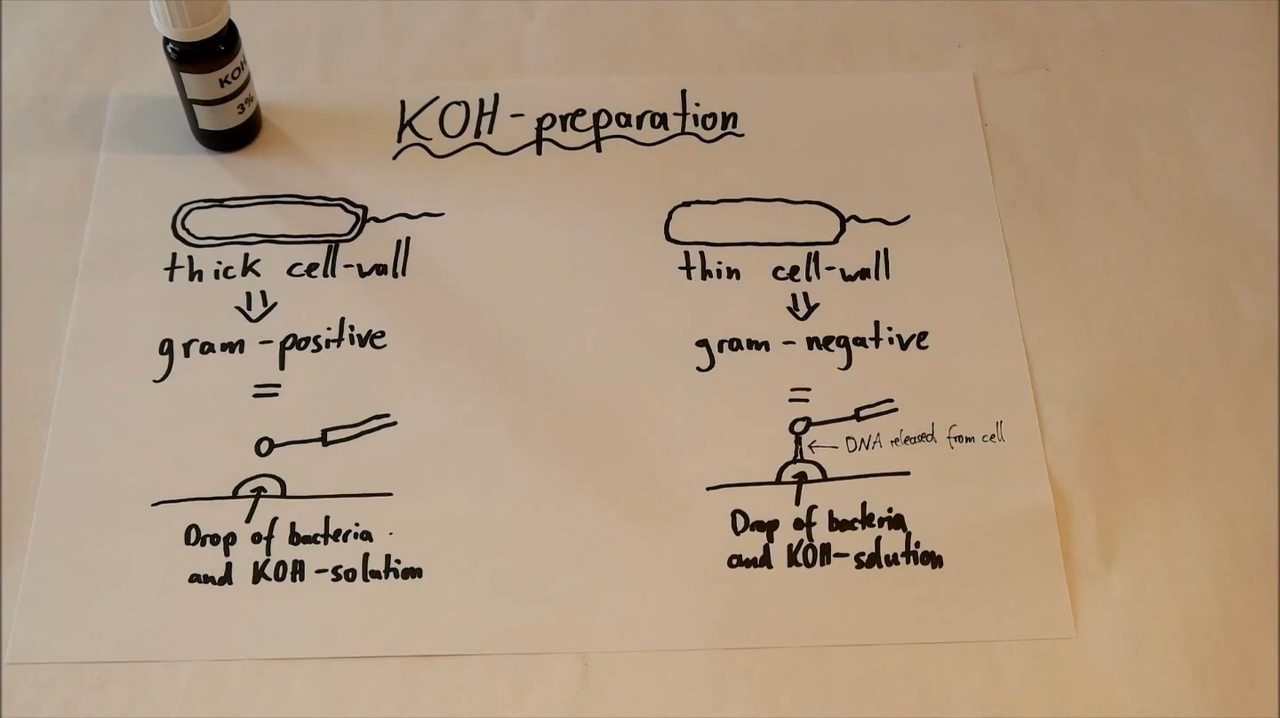 KOH
3%
KOH-preparation
thick cell-wall
gram-positive
=
Drop of bacteria
and KOH-solution
thin cell-wall
gram-negative
=
DNA released from cell
Drop of bacteria
and KOH-solution